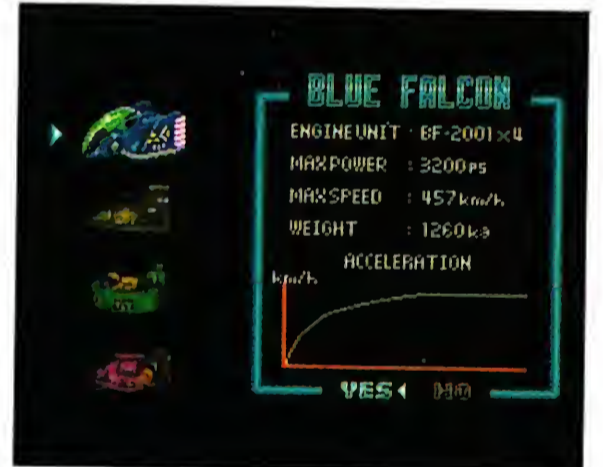 BLUE FALCON
ENGINE UNIT : BF-2001×4
MAX POWER : 3200ps
MAX SPEED : 457km/h
WEIGHT : 1260kg
ACCELERATION
km/h
YES NO